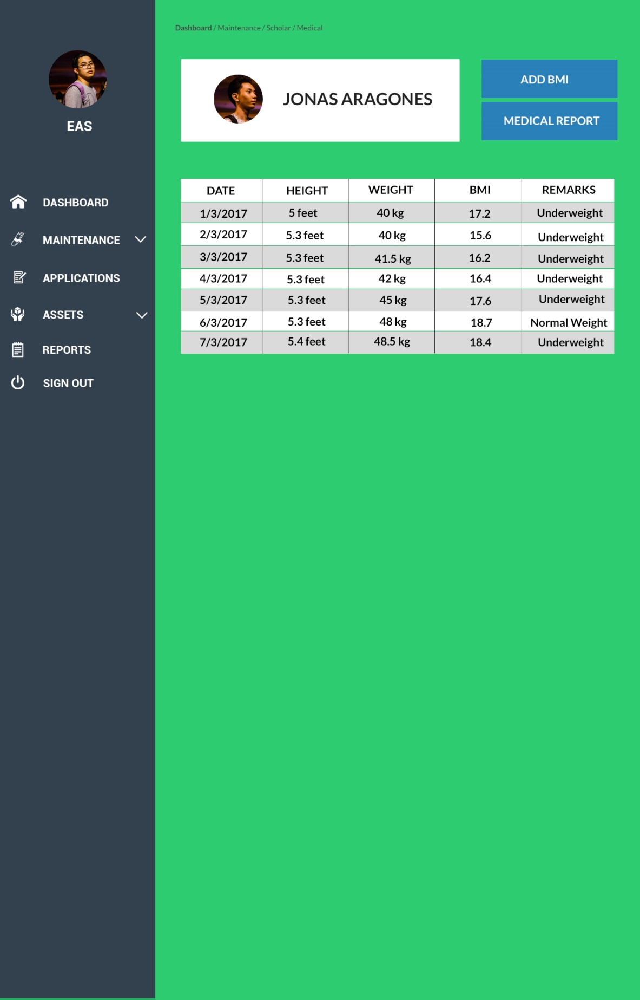 Dashboard / Maintenance / Scholar / Medical
EAS
DASHBOARD
MAINTENANCE
APPLICATIONS
ASSETS
REPORTS
SIGN OUT
JONAS ARAGONES
ADD BMI
MEDICAL REPORT
DATE HEIGHT WEIGHT BMI REMARKS
1/3/2017 5 feet 40 kg 17.2 Underweight
2/3/2017 5.3 feet 40 kg 15.6 Underweight
3/3/2017 5.3 feet 41.5 kg 16.2 Underweight
4/3/2017 5.3 feet 42 kg 16.4 Underweight
5/3/2017 5.3 feet 45 kg 17.6 Underweight
6/3/2017 5.3 feet 48 kg 18.7 Normal Weight
7/3/2017 5.4 feet 48.5 kg 18.4 Underweight